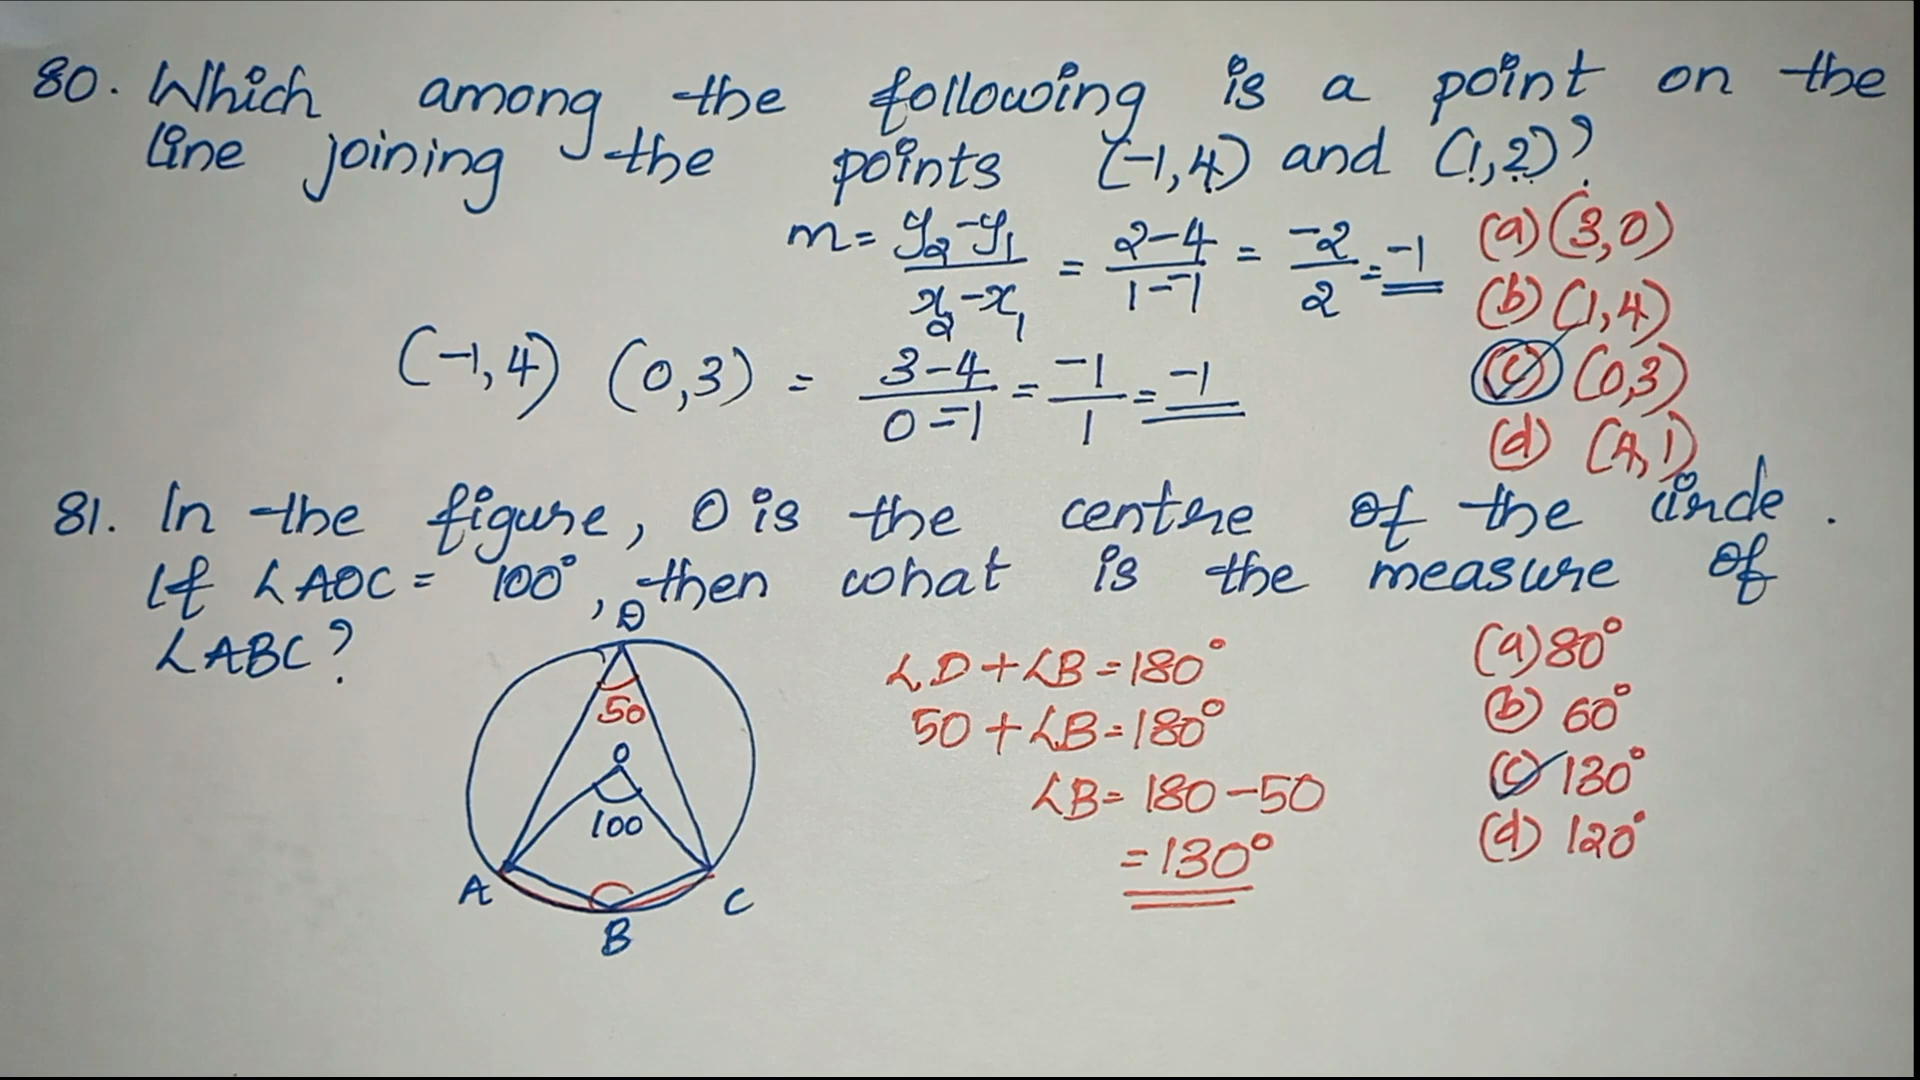 80. Which among the following is a point on the
line joining the points (-1,4) and (1,2)?
m = y₂-y₁/x₂-x₁ = 2-4/1--1 = -2/2 = -1
(a) (3,0)
(b) (1,4)
(-1,4) (0,3) = 3-4/0--1 = -1/1 = -1
(c) (0,3)
(d) (4,1)
81. In the figure, O is the centre of the circle.
If ∠AOC = 100°, then what is the measure of
∠ABC?
D
50
O
100
A
B
C
∠D+∠B=180°
50+∠B=180°
∠B= 180-50
=130°
(a) 80°
(b) 60°
(c) 130°
(d) 120°